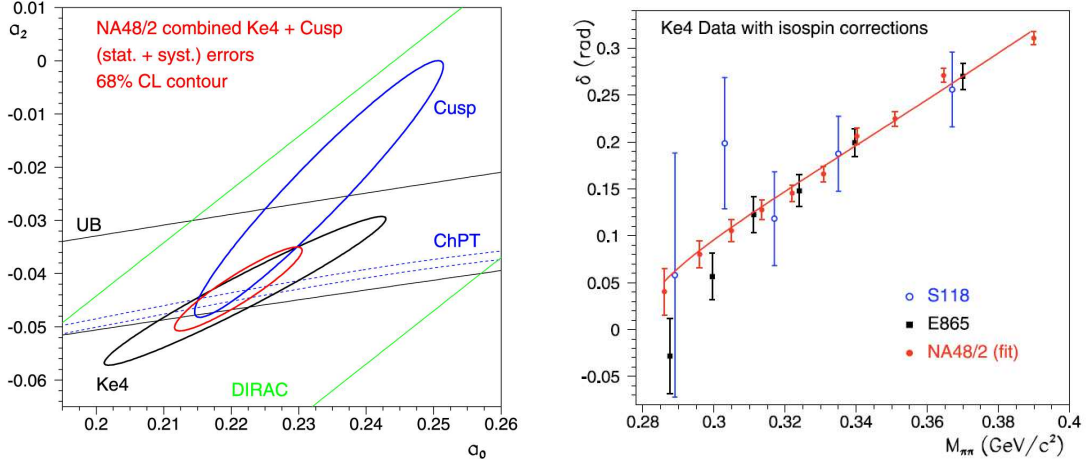 0.01
a₂
0
-0.01
-0.02
-0.03
-0.04
-0.05
-0.06
NA48/2 combined Ke4 + Cusp
(stat. + syst.) errors
68% CL contour
Cusp
UB
ChPT
Ke4
DIRAC
0.2 0.21 0.22 0.23 0.24 0.25 0.26
a₀
Ke4 Data with isospin corrections
δ (rad)
0.3
0.25
0.2
0.15
0.1
0.05
0
-0.05
S118
E865
NA48/2 (fit)
0.28 0.3 0.32 0.34 0.36 0.38 0.4
Mππ (GeV/c²)